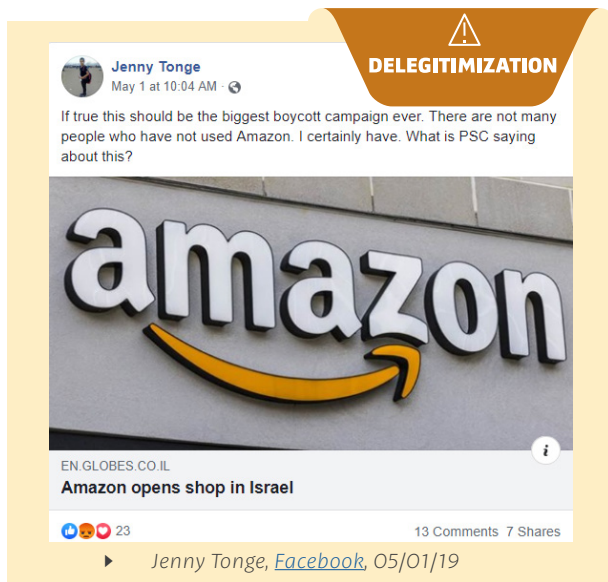 DELEGITIMIZATION
Jenny Tonge
May 1 at 10:04 AM ·
If true this should be the biggest boycott campaign ever. There are not many
people who have not used Amazon. I certainly have. What is PSC saying
about this?
amazon
i
EN.GLOBES.CO.IL
Amazon opens shop in Israel
23
13 Comments 7 Shares
Jenny Tonge, Facebook, 05/01/19